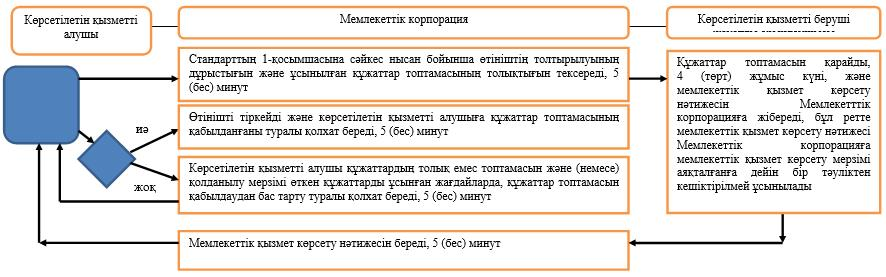 Көрсетілетін қызметті
алушы
Мемлекеттік корпорация
Көрсетілетін қызметті беруші
Стандарттың 1-қосымшасына сәйкес нысан бойынша өтініштің толтырылуының
дұрыстығын және ұсынылған құжаттар топтамасының толықтығын тексереді, 5
(бес) минут
Құжаттар топтамасын қарайды,
4 (төрт) жұмыс күні, және
мемлекеттік қызмет көрсету
нәтижесін Мемлекетттік
корпорацияға жібереді, бұл ретте
мемлекеттік қызмет көрсету нәтижесі
Мемлекеттік корпорацияға
мемлекеттік қызмет көрсету мерзімі
аяқталғанға дейін бір тәуліктен
кешіктірілмей ұсынылады
иә
Өтінішті тіркейді және көрсетілетін қызметті алушыға құжаттар топтамасының
қабылданғаны туралы қолхат береді, 5 (бес) минут
жоқ
Көрсетілетін қызметті алушы құжаттардың толық емес топтамасын және (немесе)
қолданылу мерзімі өткен құжаттарды ұсынған жағдайларда, құжаттар топтамасын
қабылдаудан бас тарту туралы қолхат береді, 5 (бес) минут
Мемлекеттік қызмет көрсету нәтижесін береді, 5 (бес) минут